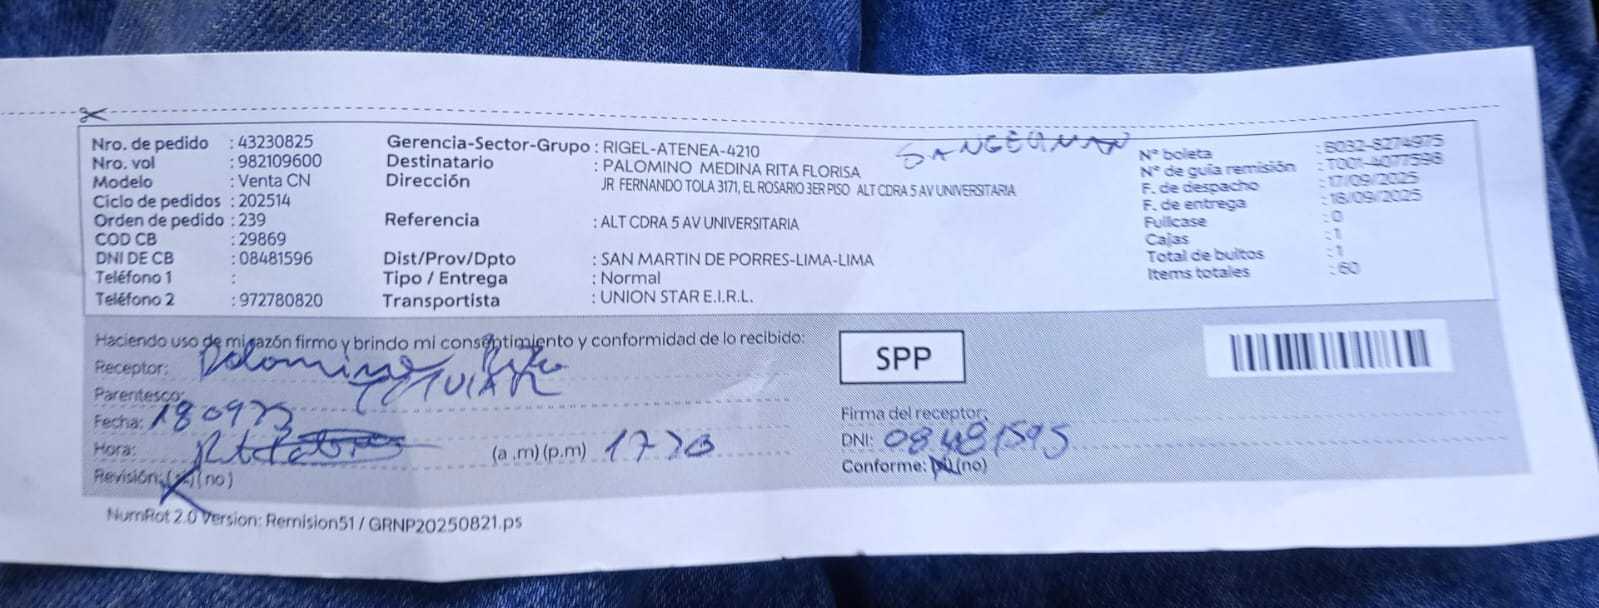 Nro. de pedido : 43230825
Nro. vol : 982109600
Modelo : Venta CN
Ciclo de pedidos : 202514
Orden de pedido : 239
COD CB : 29869
DNI DE CB : 08481596
Teléfono 1 :
Teléfono 2 : 972780820
Gerencia-Sector-Grupo : RIGEL-ATENEA-4210
Destinatario : PALOMINO MEDINA RITA FLORISA
Dirección JR FERNANDO TOLA 3171, EL ROSARIO 3ER PISO ALT CDRA 5 AV UNIVERSITARIA
Referencia : ALT CDRA 5 AV UNIVERSITARIA
Dist/Prov/Dpto : SAN MARTIN DE PORRES-LIMA-LIMA
Tipo / Entrega : Normal
Transportista : UNION STAR E.I.R.L.
N° boleta : B032-8274975
N° de guía remisión : T001-4077598
F. de despacho : 17/09/2025
F. de entrega : 18/09/2025
Fullcase : 0
Cajas : 1
Total de bultos : 1
Items totales : 60
Haciendo uso de mi razón firmo y brindo mi consentimiento y conformidad de lo recibido:
Receptor: Palomino Rita
Parentesco: TITULAR
Fecha: 180925
Hora: (a.m) (p.m) 1720
Revisión: (si) (no)
SPP
Firma del receptor:
DNI: 08481595
Conforme: (si) (no)
NumRot 2.0 Version: Remision51 / GRNP20250821.ps